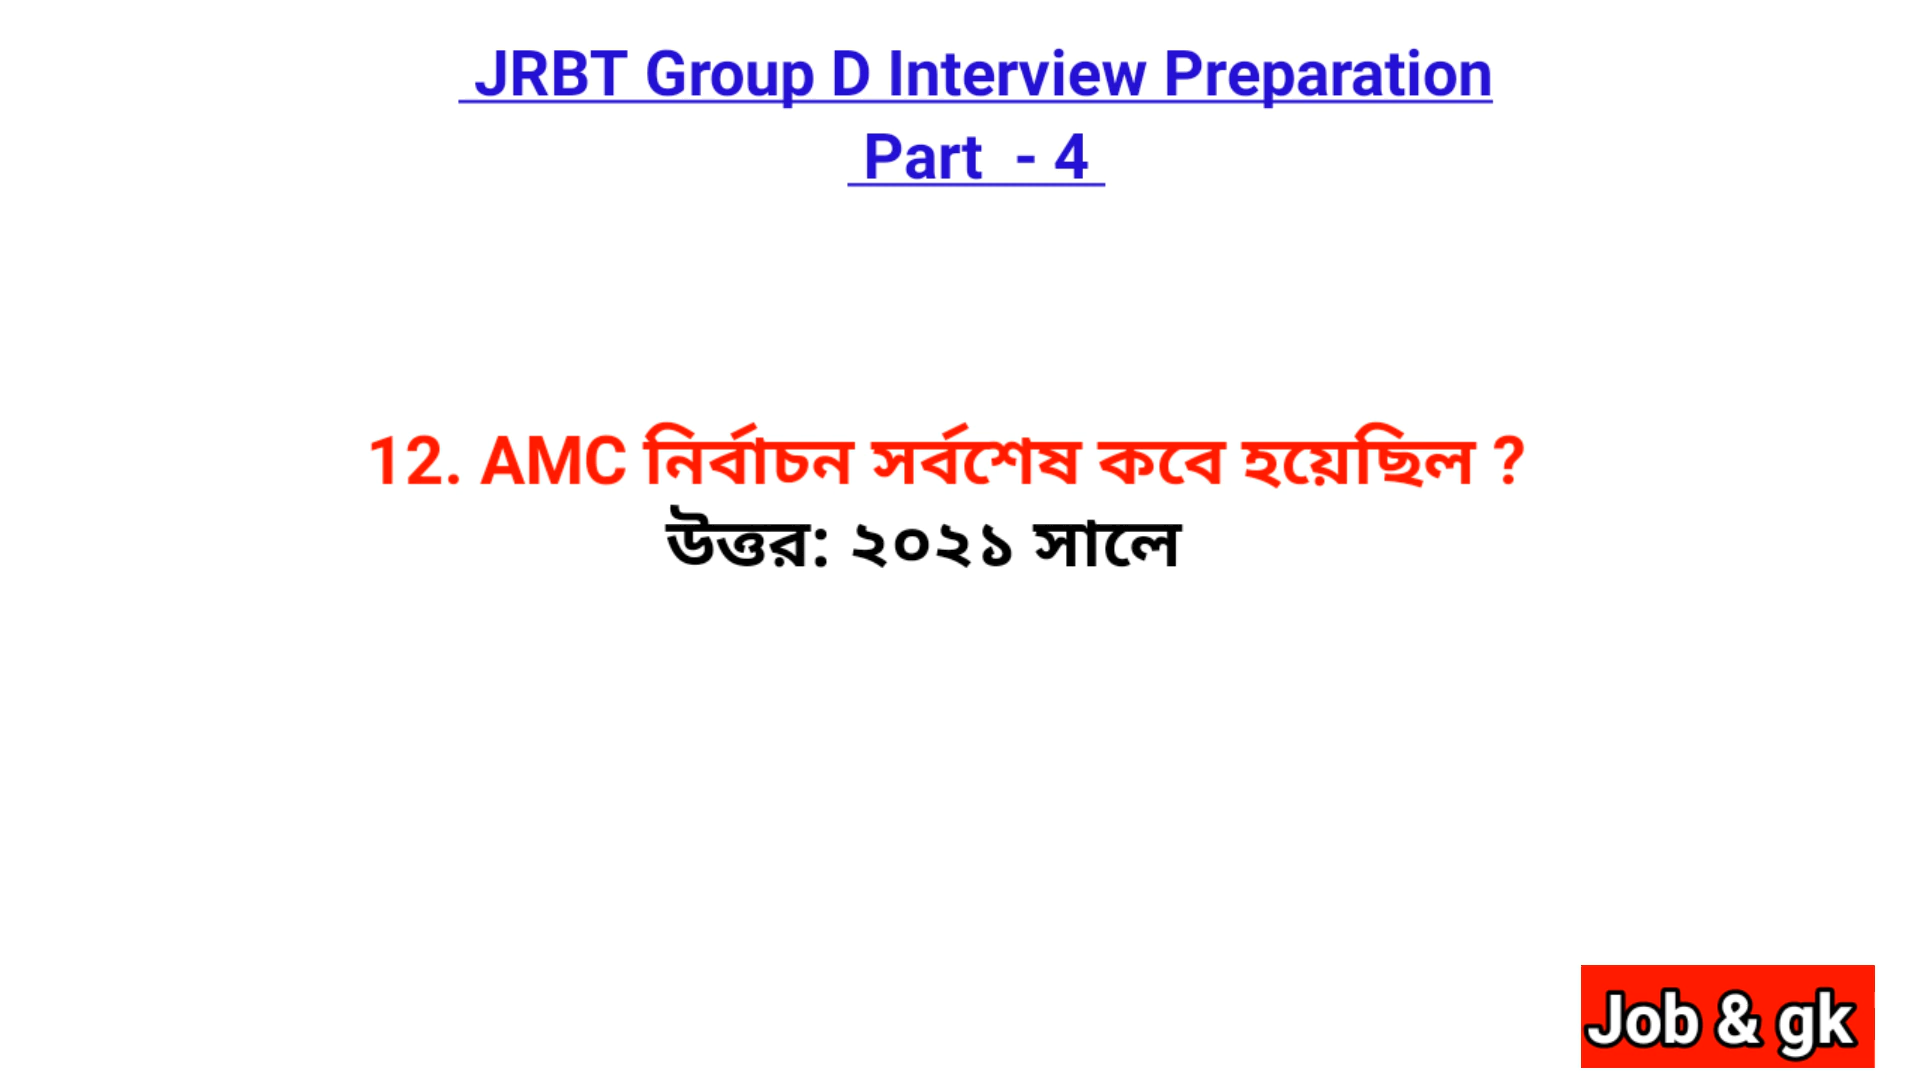 JRBT Group D Interview Preparation
Part - 4
12. AMC নির্বাচন সর্বশেষ কবে হয়েছিল ?
উত্তর: ২০২১ সালে
Job & gk